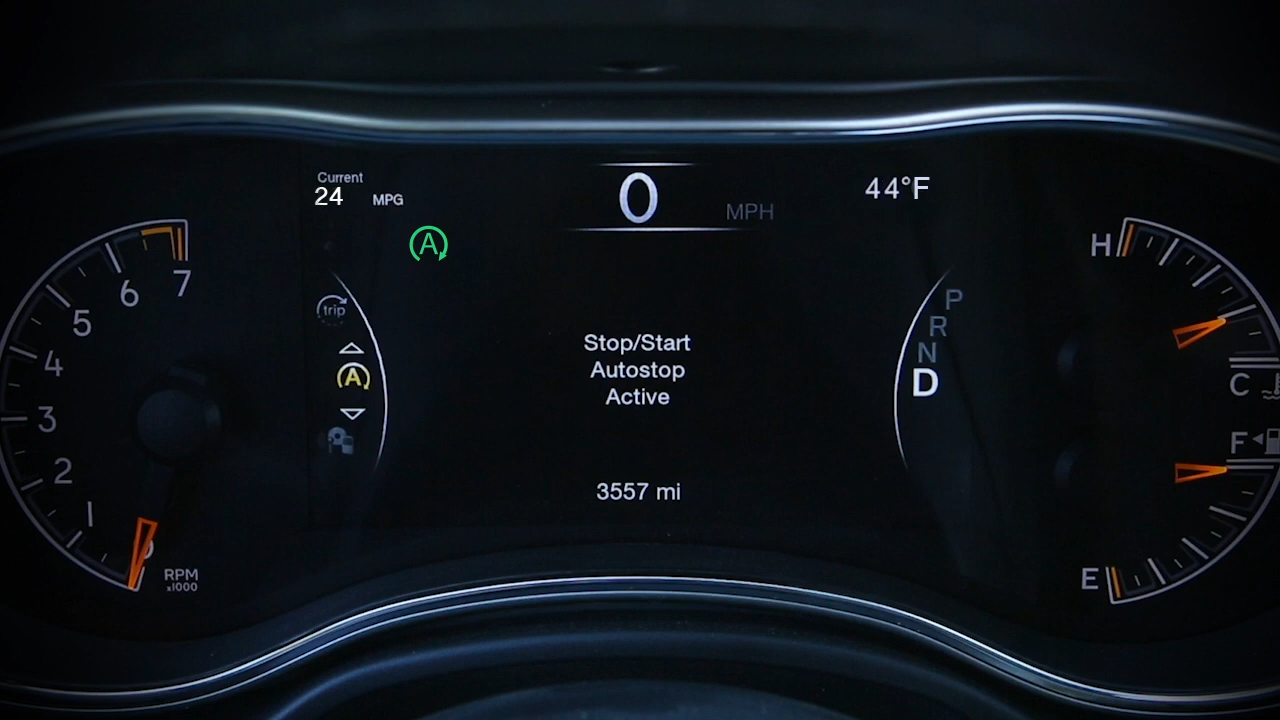 Current
24 MPG
0 MPH
44°F
A
7
6
5
4
3
2
1
0
RPM
x1000
trip
A
Stop/Start
Autostop
Active
3557 mi
P
R
N
D
H
C
F
E